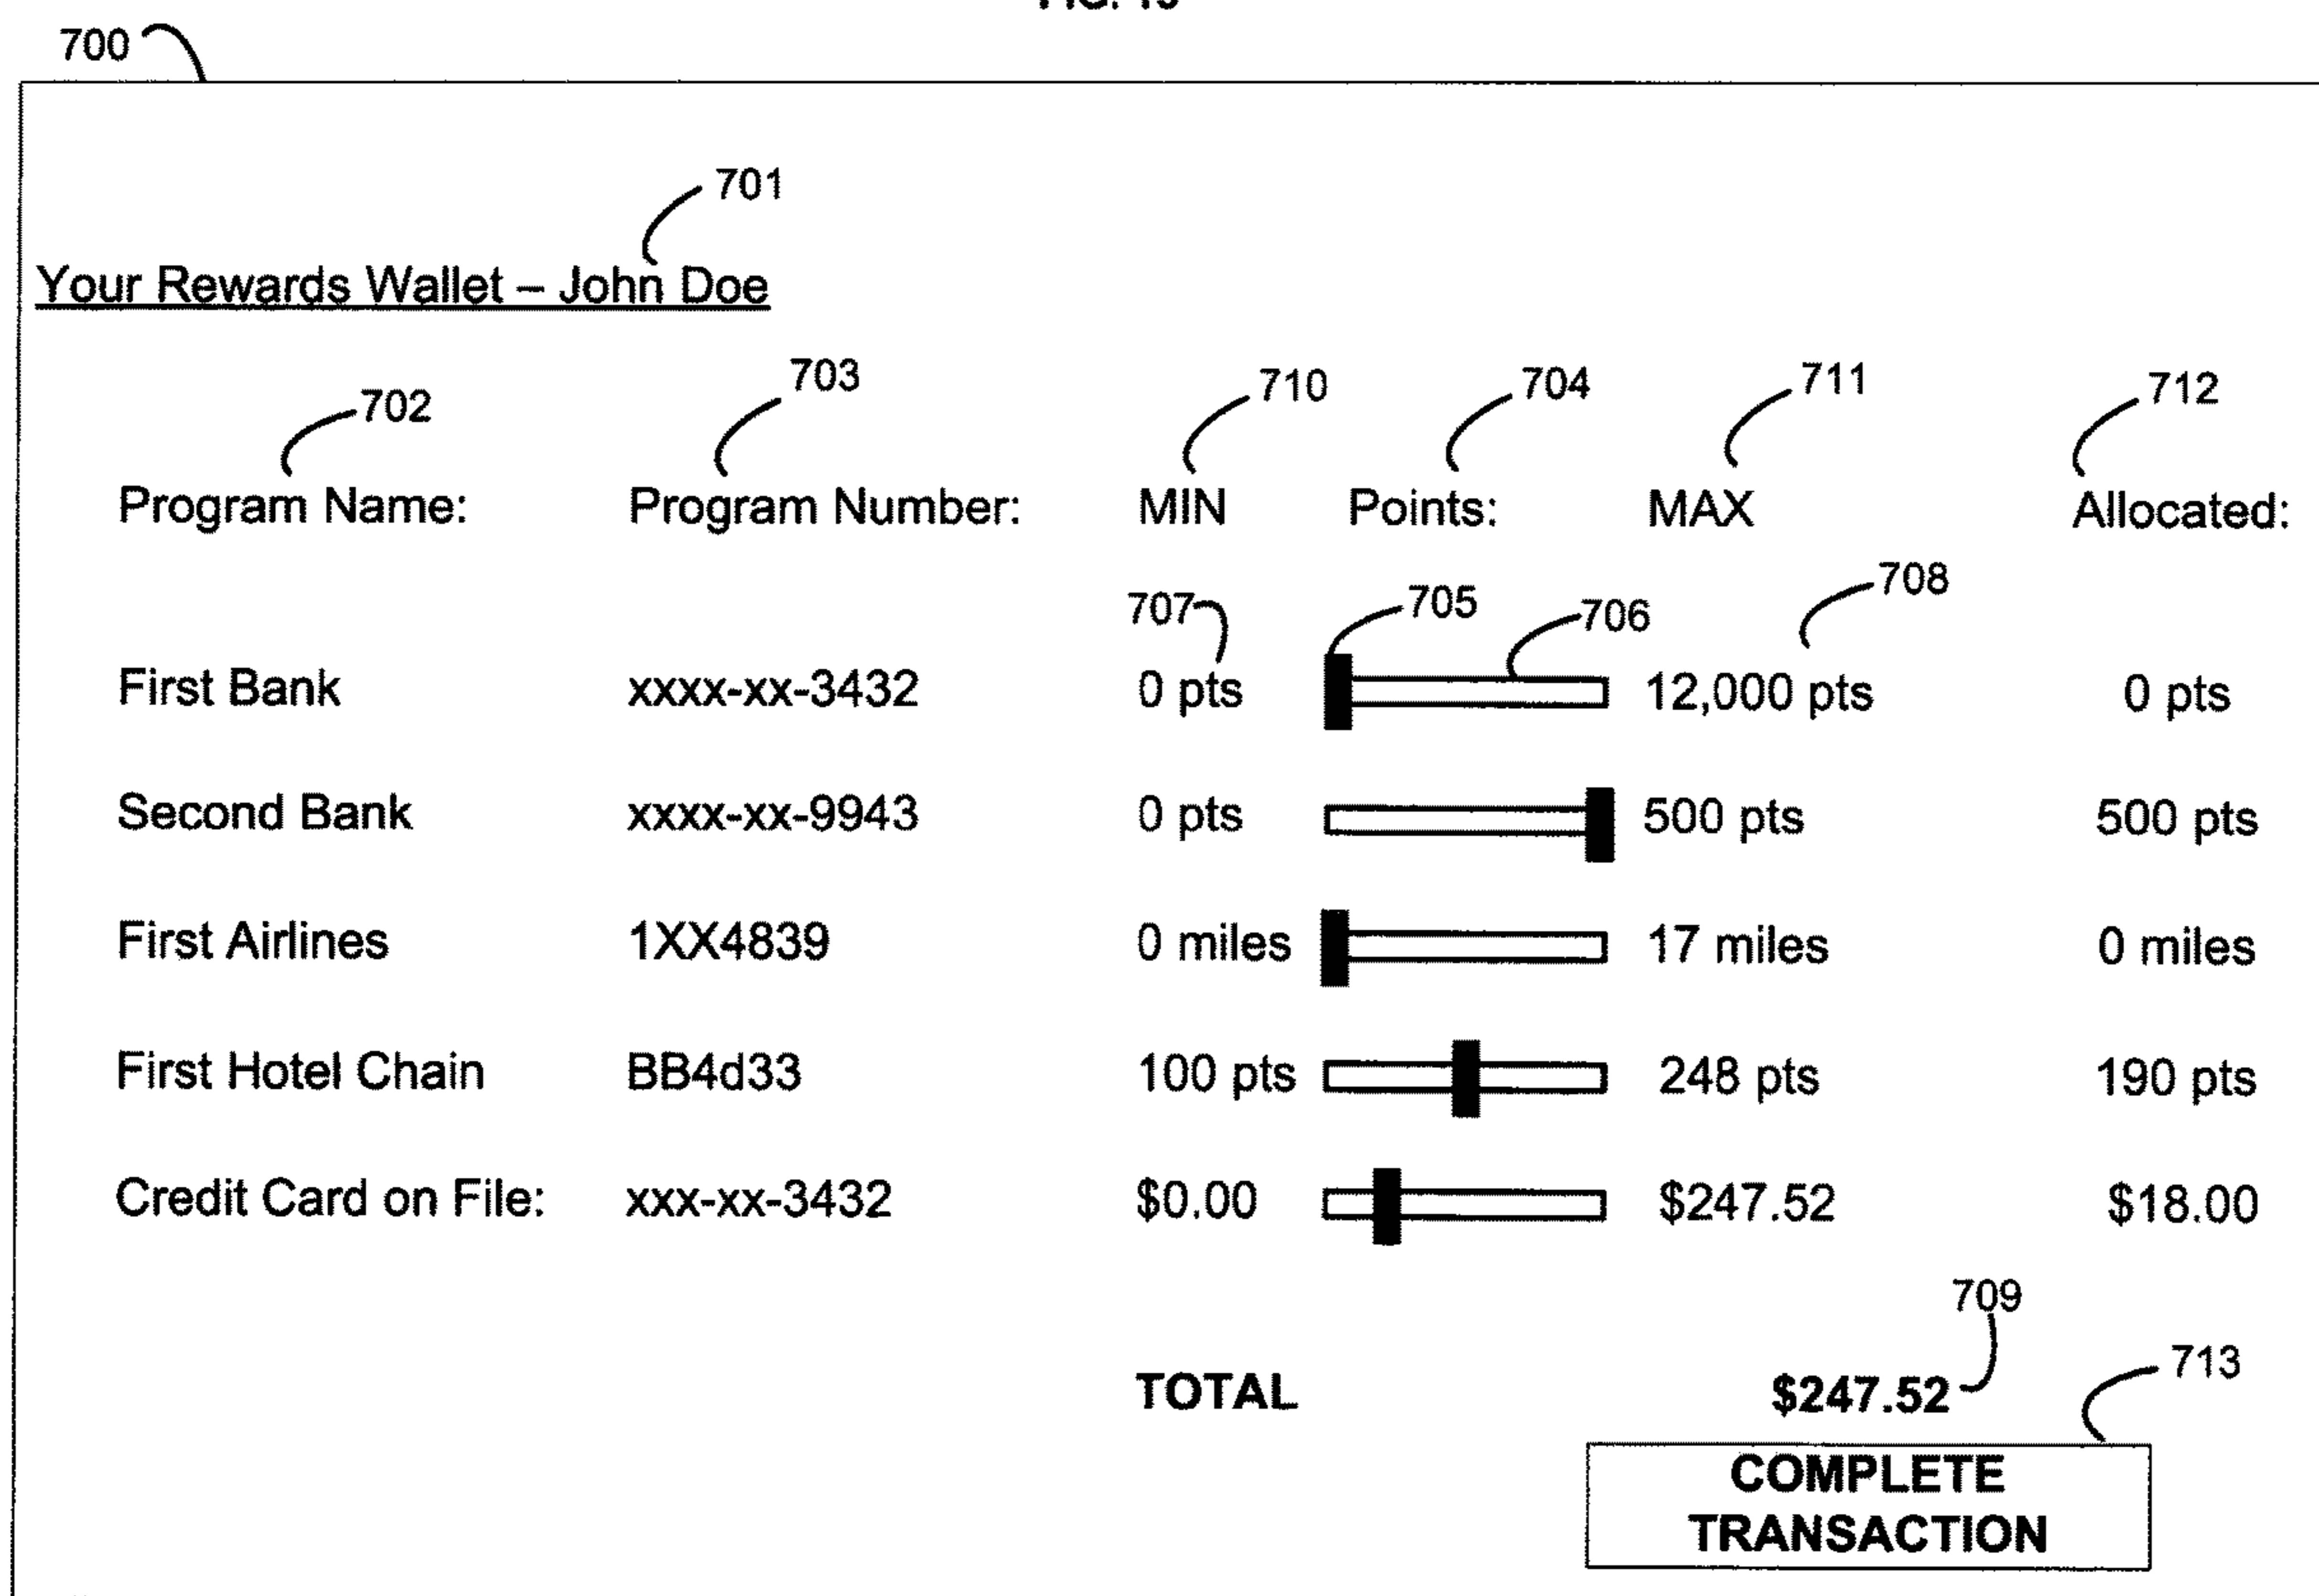 700
701
Your Rewards Wallet – John Doe
702 703 710 704 711 712
Program Name: Program Number: MIN Points: MAX Allocated:
707 705 706 708
First Bank xxxx-xx-3432 0 pts 12,000 pts 0 pts
Second Bank xxxx-xx-9943 0 pts 500 pts 500 pts
First Airlines 1XX4839 0 miles 17 miles 0 miles
First Hotel Chain BB4d33 100 pts 248 pts 190 pts
Credit Card on File: xxx-xx-3432 $0.00 $247.52 $18.00
709
TOTAL $247.52 713
COMPLETE
TRANSACTION